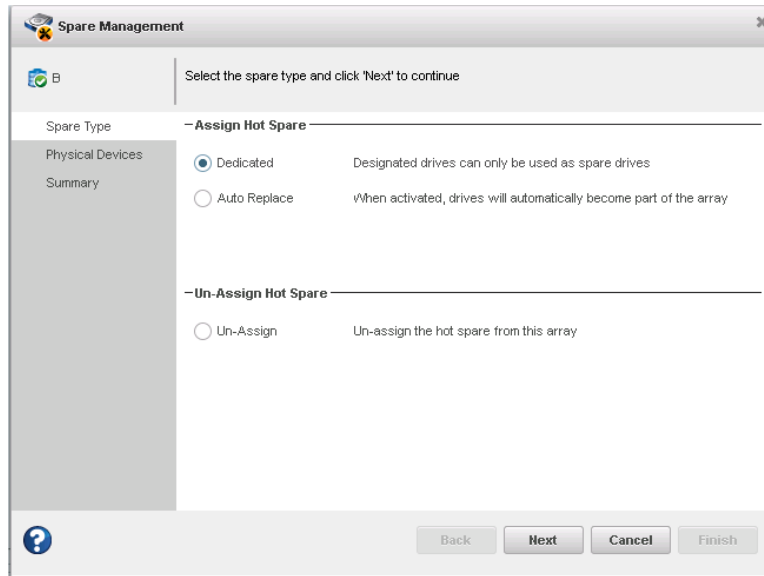 Spare Management
B
Select the spare type and click 'Next' to continue
Spare Type
Physical Devices
Summary
Assign Hot Spare
Dedicated Designated drives can only be used as spare drives
Auto Replace When activated, drives will automatically become part of the array
Un-Assign Hot Spare
Un-Assign Un-assign the hot spare from this array
?
Back Next Cancel Finish